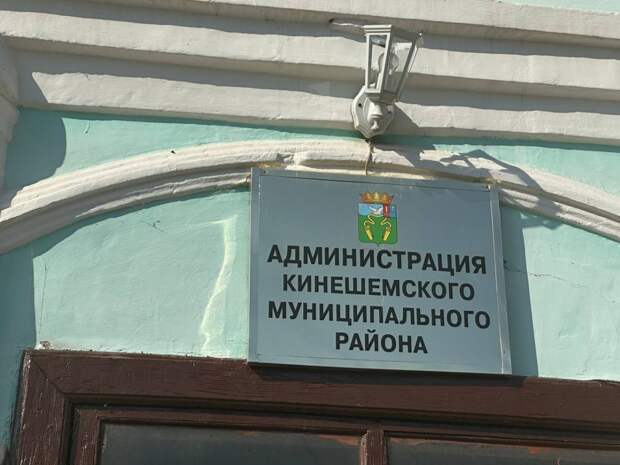 АДМИНИСТРАЦИЯ
КИНЕШЕМСКОГО
МУНИЦИПАЛЬНОГО
РАЙОНА